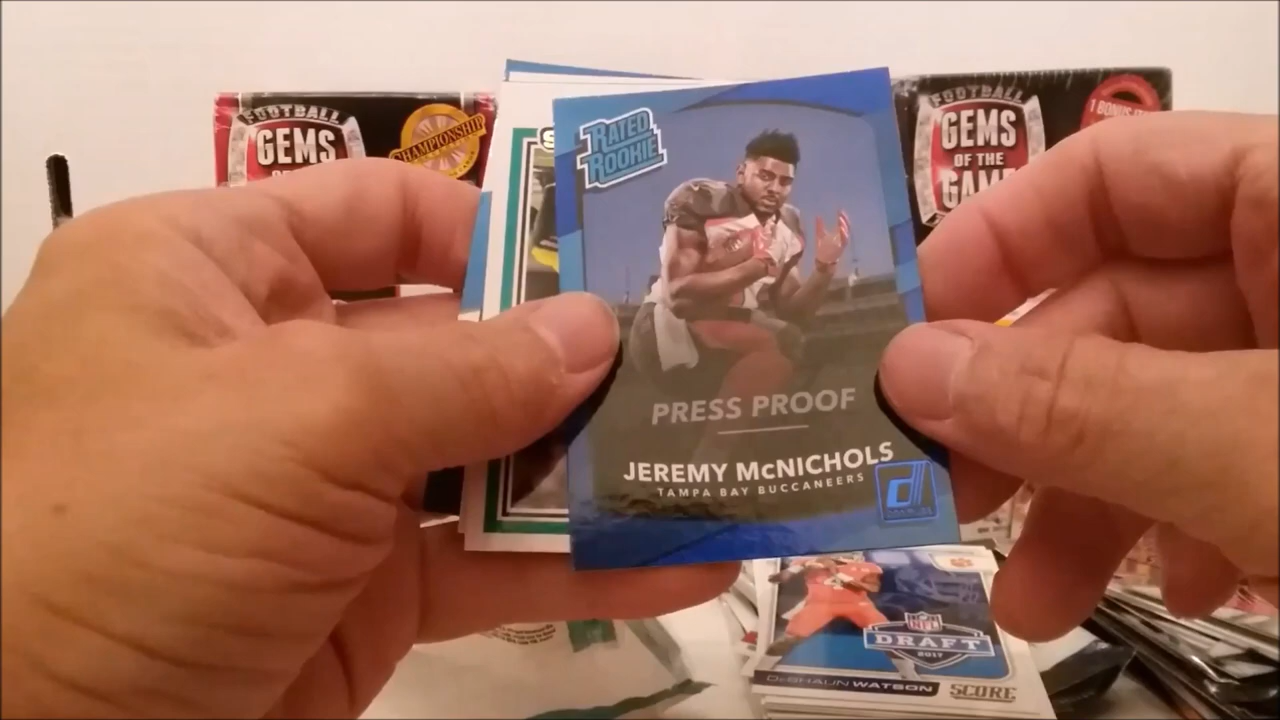 FOOTBALL
GEMS
CHAMPIONSHIP
FOOTBALL
GEMS
OF THE
GAME
1 BONUS
RATED
ROOKIE
S
PRESS PROOF
JEREMY McNICHOLS
TAMPA BAY BUCCANEERS
NFL
DRAFT
2017
DeSHAUN WATSON
SCORE